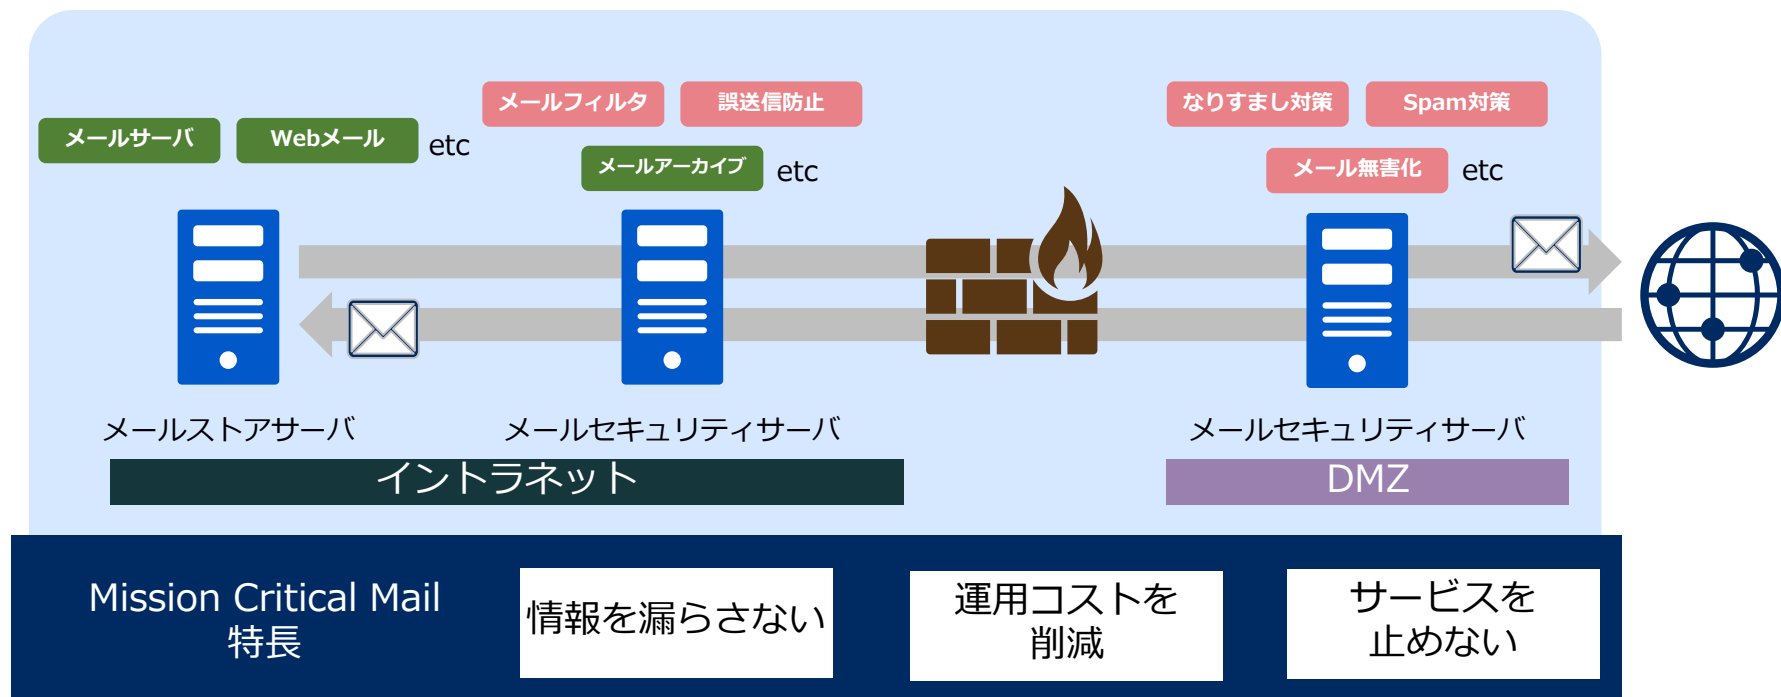 メールフィルタ
誤送信防止
なりすまし対策
Spam対策
メールサーバ
Webメール
etc
メールアーカイブ
etc
メール無害化
etc
メールストアサーバ
メールセキュリティサーバ
メールセキュリティサーバ
イントラネット
DMZ
Mission Critical Mail
特長
情報を漏らさない
運用コストを
削減
サービスを
止めない